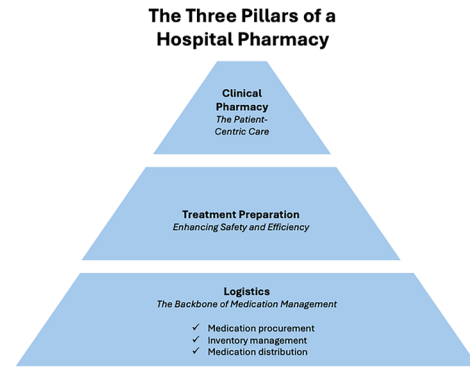 The Three Pillars of a
Hospital Pharmacy
Clinical
Pharmacy
The Patient-
Centric Care
Treatment Preparation
Enhancing Safety and Efficiency
Logistics
The Backbone of Medication Management
✓ Medication procurement
✓ Inventory management
✓ Medication distribution